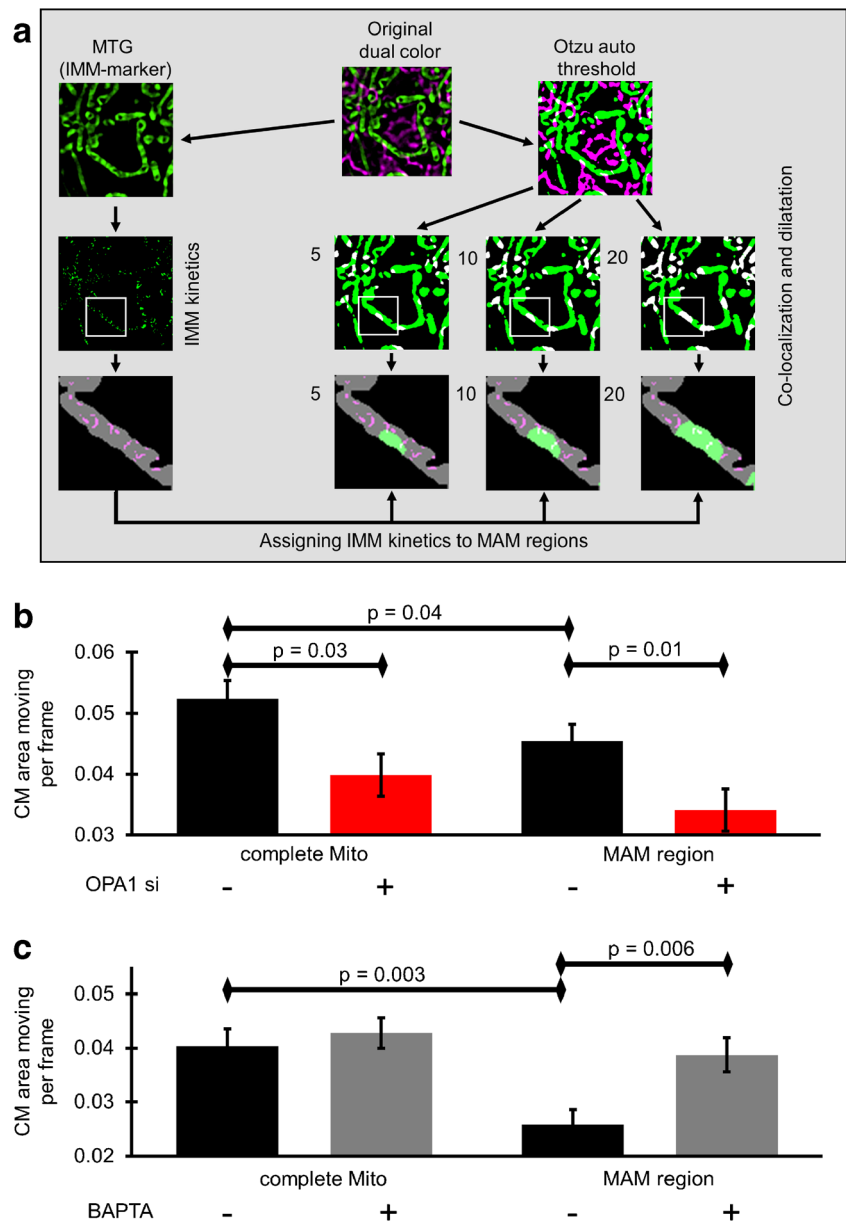 a
MTG
(IMM-marker)
Original
dual color
Otzu auto
threshold
IMM kinetics
5
10
20
Co-localization and dilatation
5
10
20
Assigning IMM kinetics to MAM regions
b
p = 0.04
p = 0.03
p = 0.01
CM area moving
per frame
0.06
0.05
0.04
0.03
complete Mito
MAM region
OPA1 si
- + - +
c
p = 0.003
p = 0.006
CM area moving
per frame
0.05
0.04
0.03
0.02
complete Mito
MAM region
BAPTA
- + - +